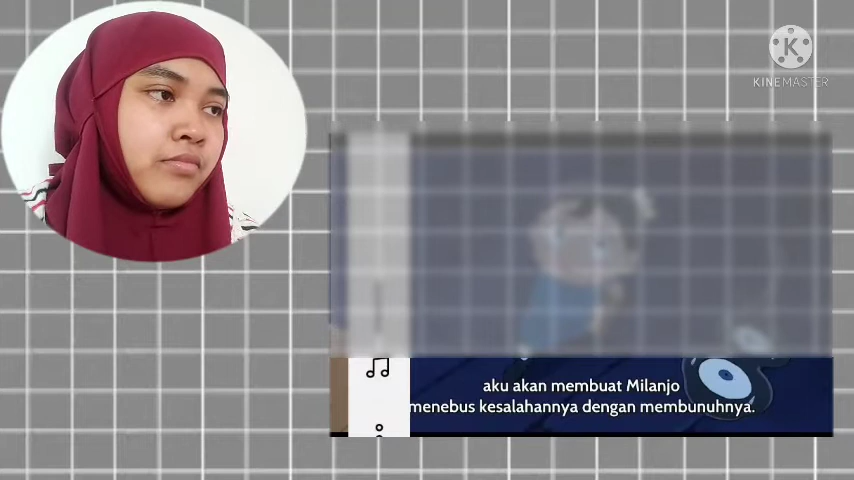 K
KINEMASTER
aku akan membuat Milanjo
menebus kesalahannya dengan membunuhnya.